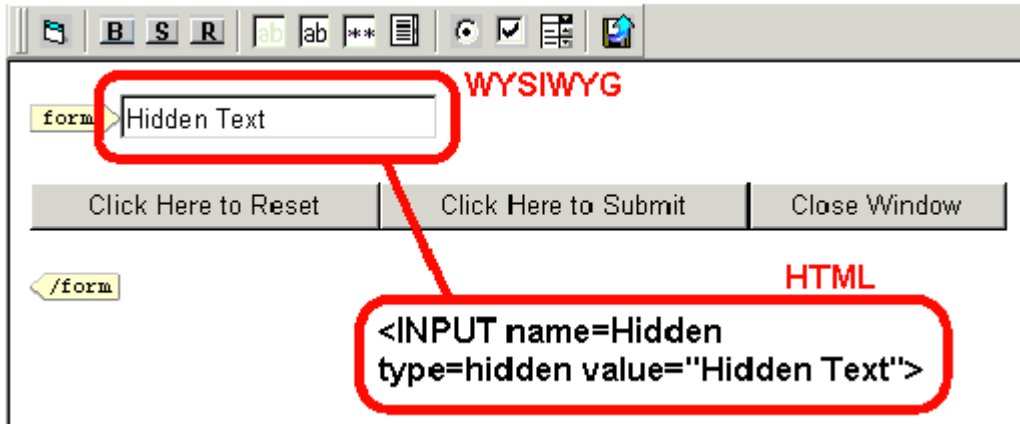 B S R ab ab **
WYSIWYG
form Hidden Text
Click Here to Reset Click Here to Submit Close Window
/form
HTML
<INPUT name=Hidden
type=hidden value="Hidden Text">